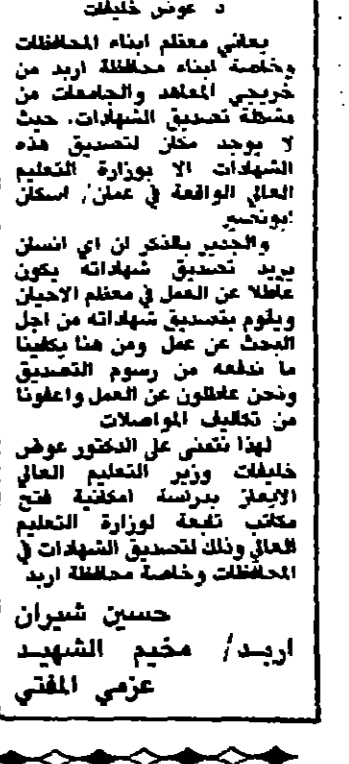 د عوض خليفات
يعاني معظم ابناء المحافظات
وخاصة ابناء محافظة اربد من
خريجي المعاهد والجامعات من
مشكلة تصديق الشهادات. حيث
لا يوجد مكان لتصديق هذه
الشهادات الا بوزارة التعليم
العالي الواقعة في عمان/ اسكان
ابونصير
والجدير بالذكر ان اي انسان
يريد تصديق شهاداته يكون
عاطلا عن العمل في معظم الاحيان
ويقوم بتصديق شهاداته من اجل
البحث عن عمل ومن هنا يكفينا
ما ندفعه من رسوم التصديق
ونحن عاطلون عن العمل واعفونا
من تكاليف المواصلات
لهذا نتمنى على الدكتور عوض
خليفات وزير التعليم العالي
الايعاز بدراسة امكانية فتح
مكاتب تابعة لوزارة التعليم
العالي وذلك لتصديق الشهادات في
المحافظات وخاصة محافظة اربد
حسين شيران
اربد/ مخيم الشهيد
عزمي المفتي